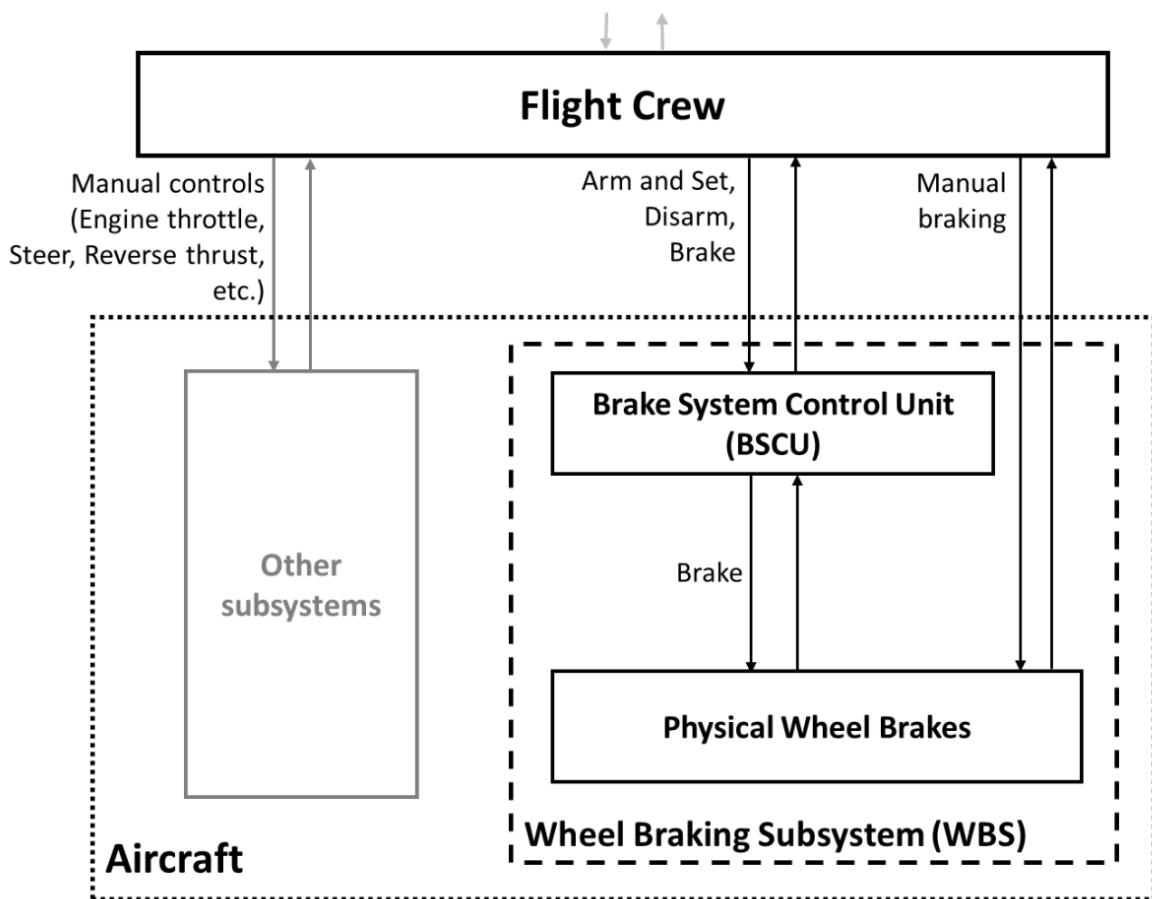 Flight Crew
Manual controls
(Engine throttle,
Steer, Reverse thrust,
etc.)
Arm and Set,
Disarm,
Brake
Manual
braking
Brake System Control Unit
(BSCU)
Other
subsystems
Brake
Physical Wheel Brakes
Wheel Braking Subsystem (WBS)
Aircraft